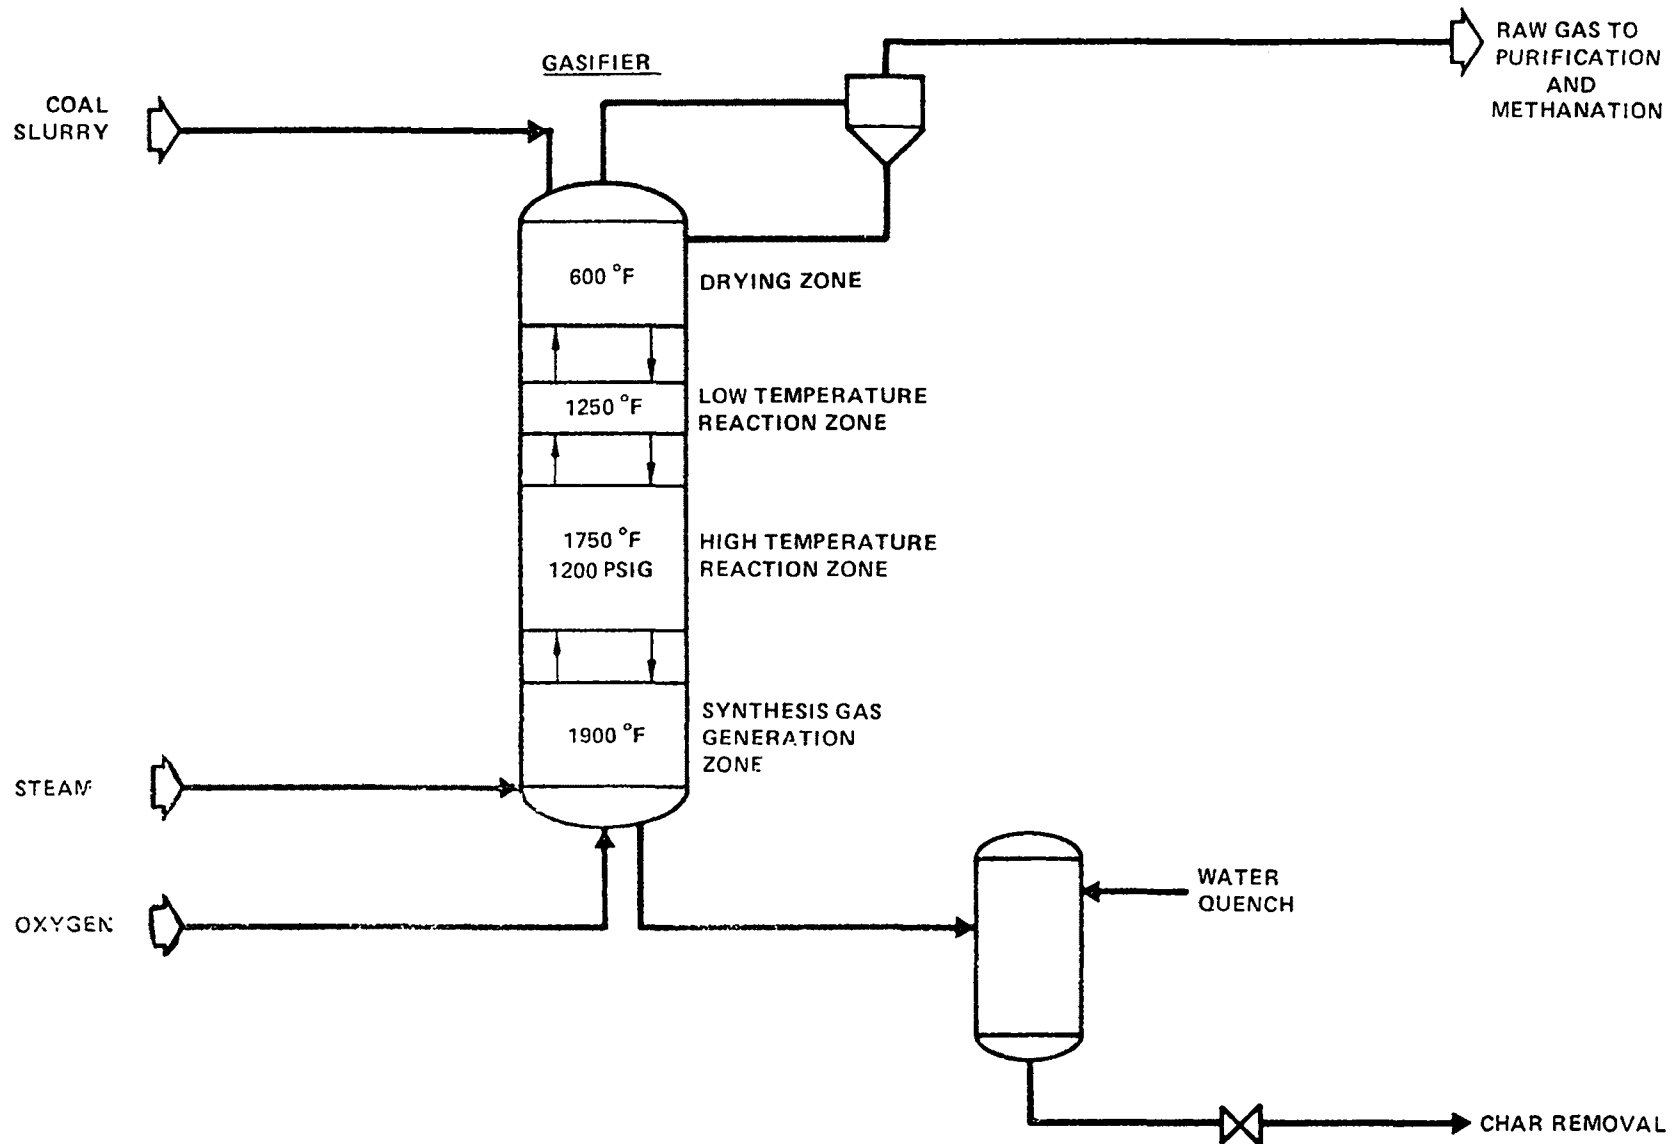 GASIFIER
RAW GAS TO
PURIFICATION
AND
METHANATION
COAL
SLURRY
600 °F
DRYING ZONE
1250 °F
LOW TEMPERATURE
REACTION ZONE
1750 °F
1200 PSIG
HIGH TEMPERATURE
REACTION ZONE
1900 °F
SYNTHESIS GAS
GENERATION
ZONE
STEAM
OXYGEN
WATER
QUENCH
CHAR REMOVAL